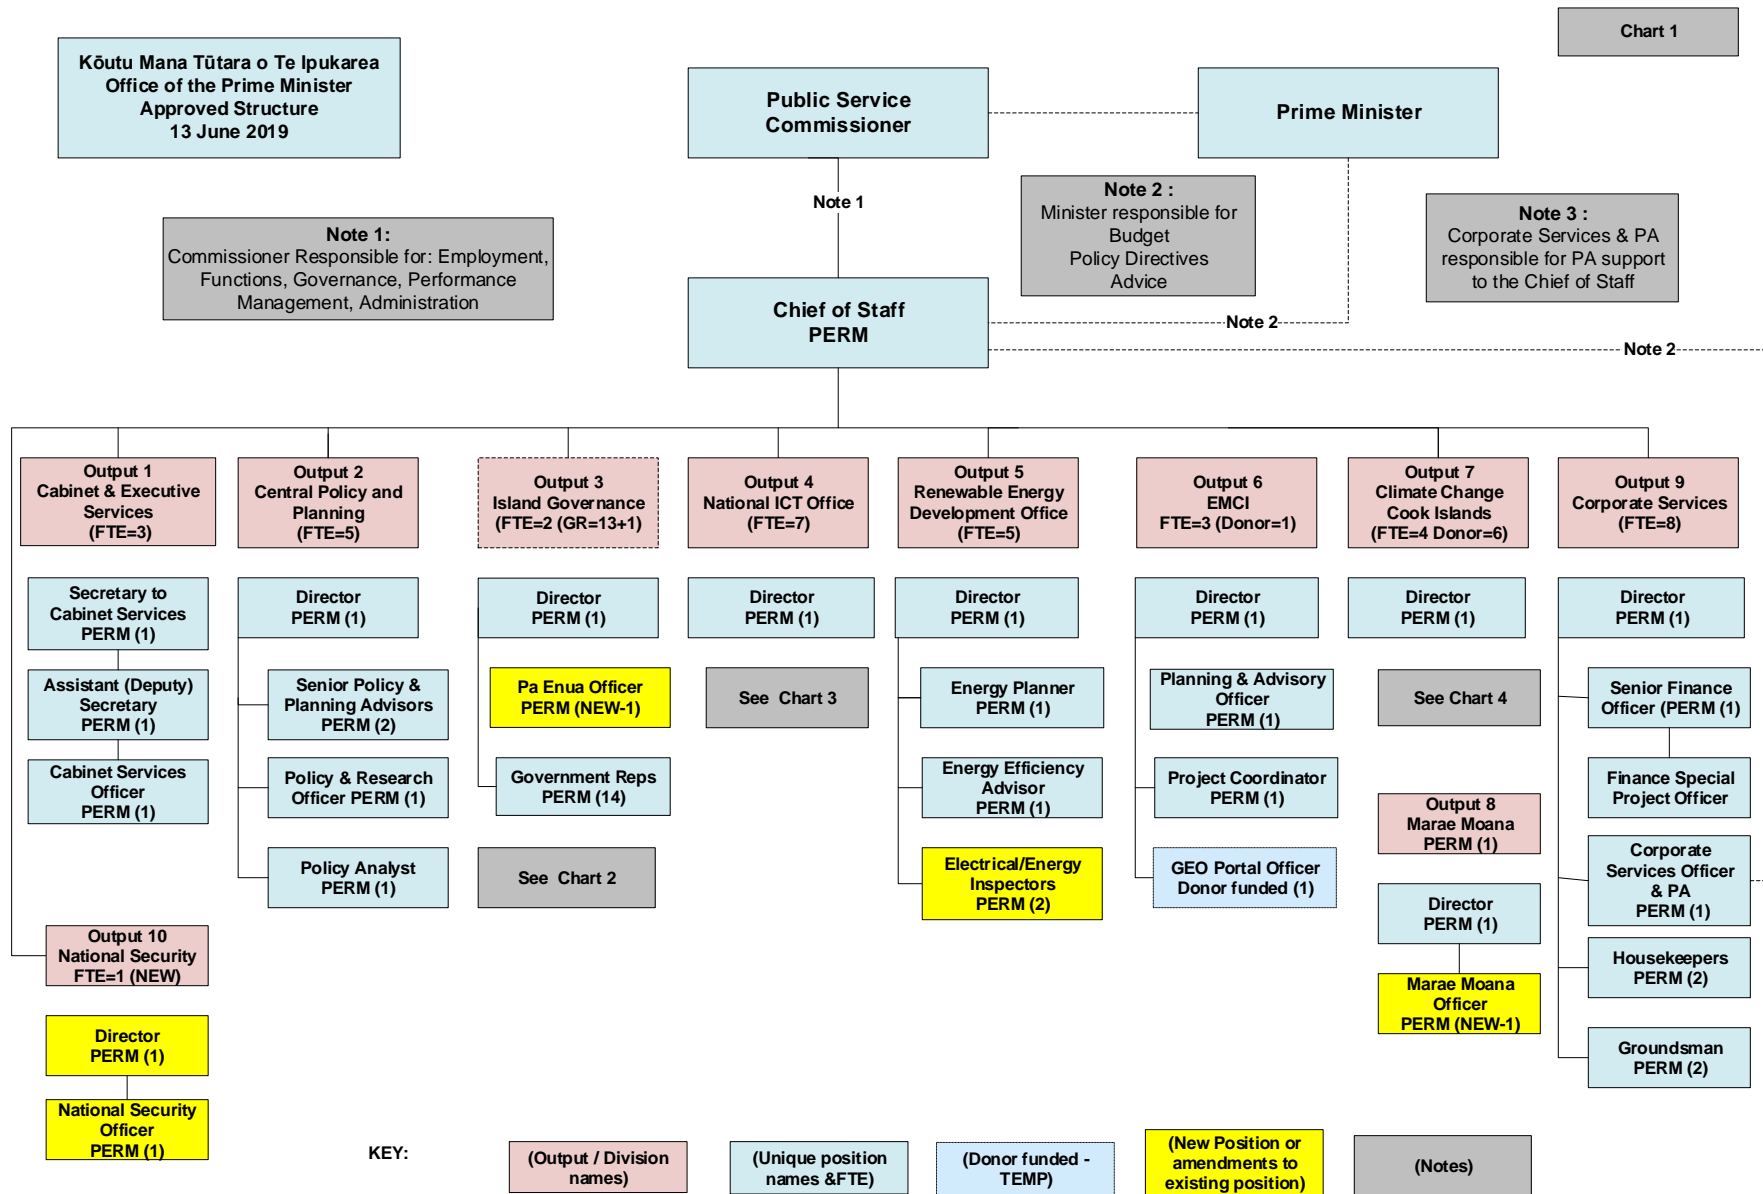 Chart 1
Kōutu Mana Tūtara o Te Ipukarea
Office of the Prime Minister
Approved Structure
13 June 2019
Public Service
Commissioner
Prime Minister
Note 1
Note 1:
Commissioner Responsible for: Employment,
Functions, Governance, Performance
Management, Administration
Note 2 :
Minister responsible for
Budget
Policy Directives
Advice
Note 3 :
Corporate Services & PA
responsible for PA support
to the Chief of Staff
Chief of Staff
PERM
Note 2
Note 2
Output 1
Cabinet & Executive
Services
(FTE=3)
Output 2
Central Policy and
Planning
(FTE=5)
Output 3
Island Governance
(FTE=2 (GR=13+1)
Output 4
National ICT Office
(FTE=7)
Output 5
Renewable Energy
Development Office
(FTE=5)
Output 6
EMCI
FTE=3 (Donor=1)
Output 7
Climate Change
Cook Islands
(FTE=4 Donor=6)
Output 9
Corporate Services
(FTE=8)
Secretary to
Cabinet Services
PERM (1)
Assistant (Deputy)
Secretary
PERM (1)
Cabinet Services
Officer
PERM (1)
Output 10
National Security
FTE=1 (NEW)
Director
PERM (1)
National Security
Officer
PERM (1)
Director
PERM (1)
Senior Policy &
Planning Advisors
PERM (2)
Policy & Research
Officer PERM (1)
Policy Analyst
PERM (1)
Director
PERM (1)
Pa Enua Officer
PERM (NEW-1)
Government Reps
PERM (14)
See Chart 2
Director
PERM (1)
See Chart 3
Director
PERM (1)
Energy Planner
PERM (1)
Energy Efficiency
Advisor
PERM (1)
Electrical/Energy
Inspectors
PERM (2)
Director
PERM (1)
Planning & Advisory
Officer
PERM (1)
Project Coordinator
PERM (1)
GEO Portal Officer
Donor funded (1)
Director
PERM (1)
See Chart 4
Output 8
Marae Moana
PERM (1)
Director
PERM (1)
Marae Moana
Officer
PERM (NEW-1)
Director
PERM (1)
Senior Finance
Officer (PERM (1)
Finance Special
Project Officer
Corporate
Services Officer
& PA
PERM (1)
Housekeepers
PERM (2)
Groundsman
PERM (2)
KEY:
(Output / Division
names)
(Unique position
names &FTE)
(Donor funded -
TEMP)
(New Position or
amendments to
existing position)
(Notes)